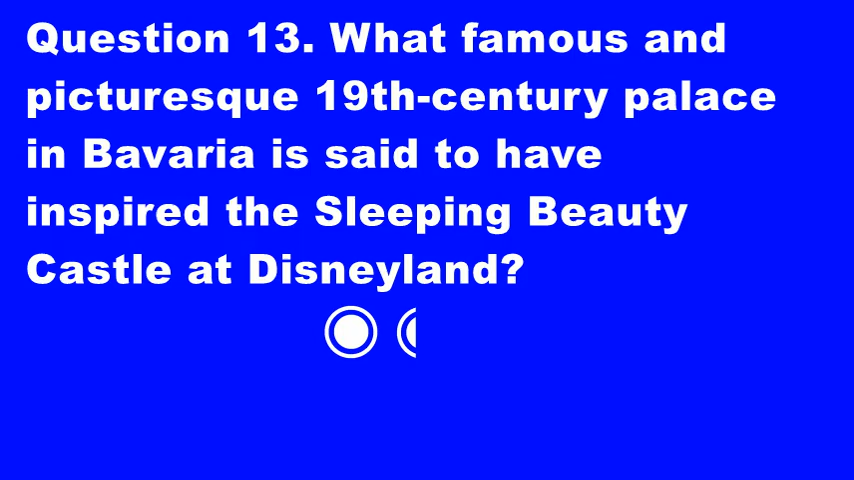 Question 13. What famous and
picturesque 19th-century palace
in Bavaria is said to have
inspired the Sleeping Beauty
Castle at Disneyland?